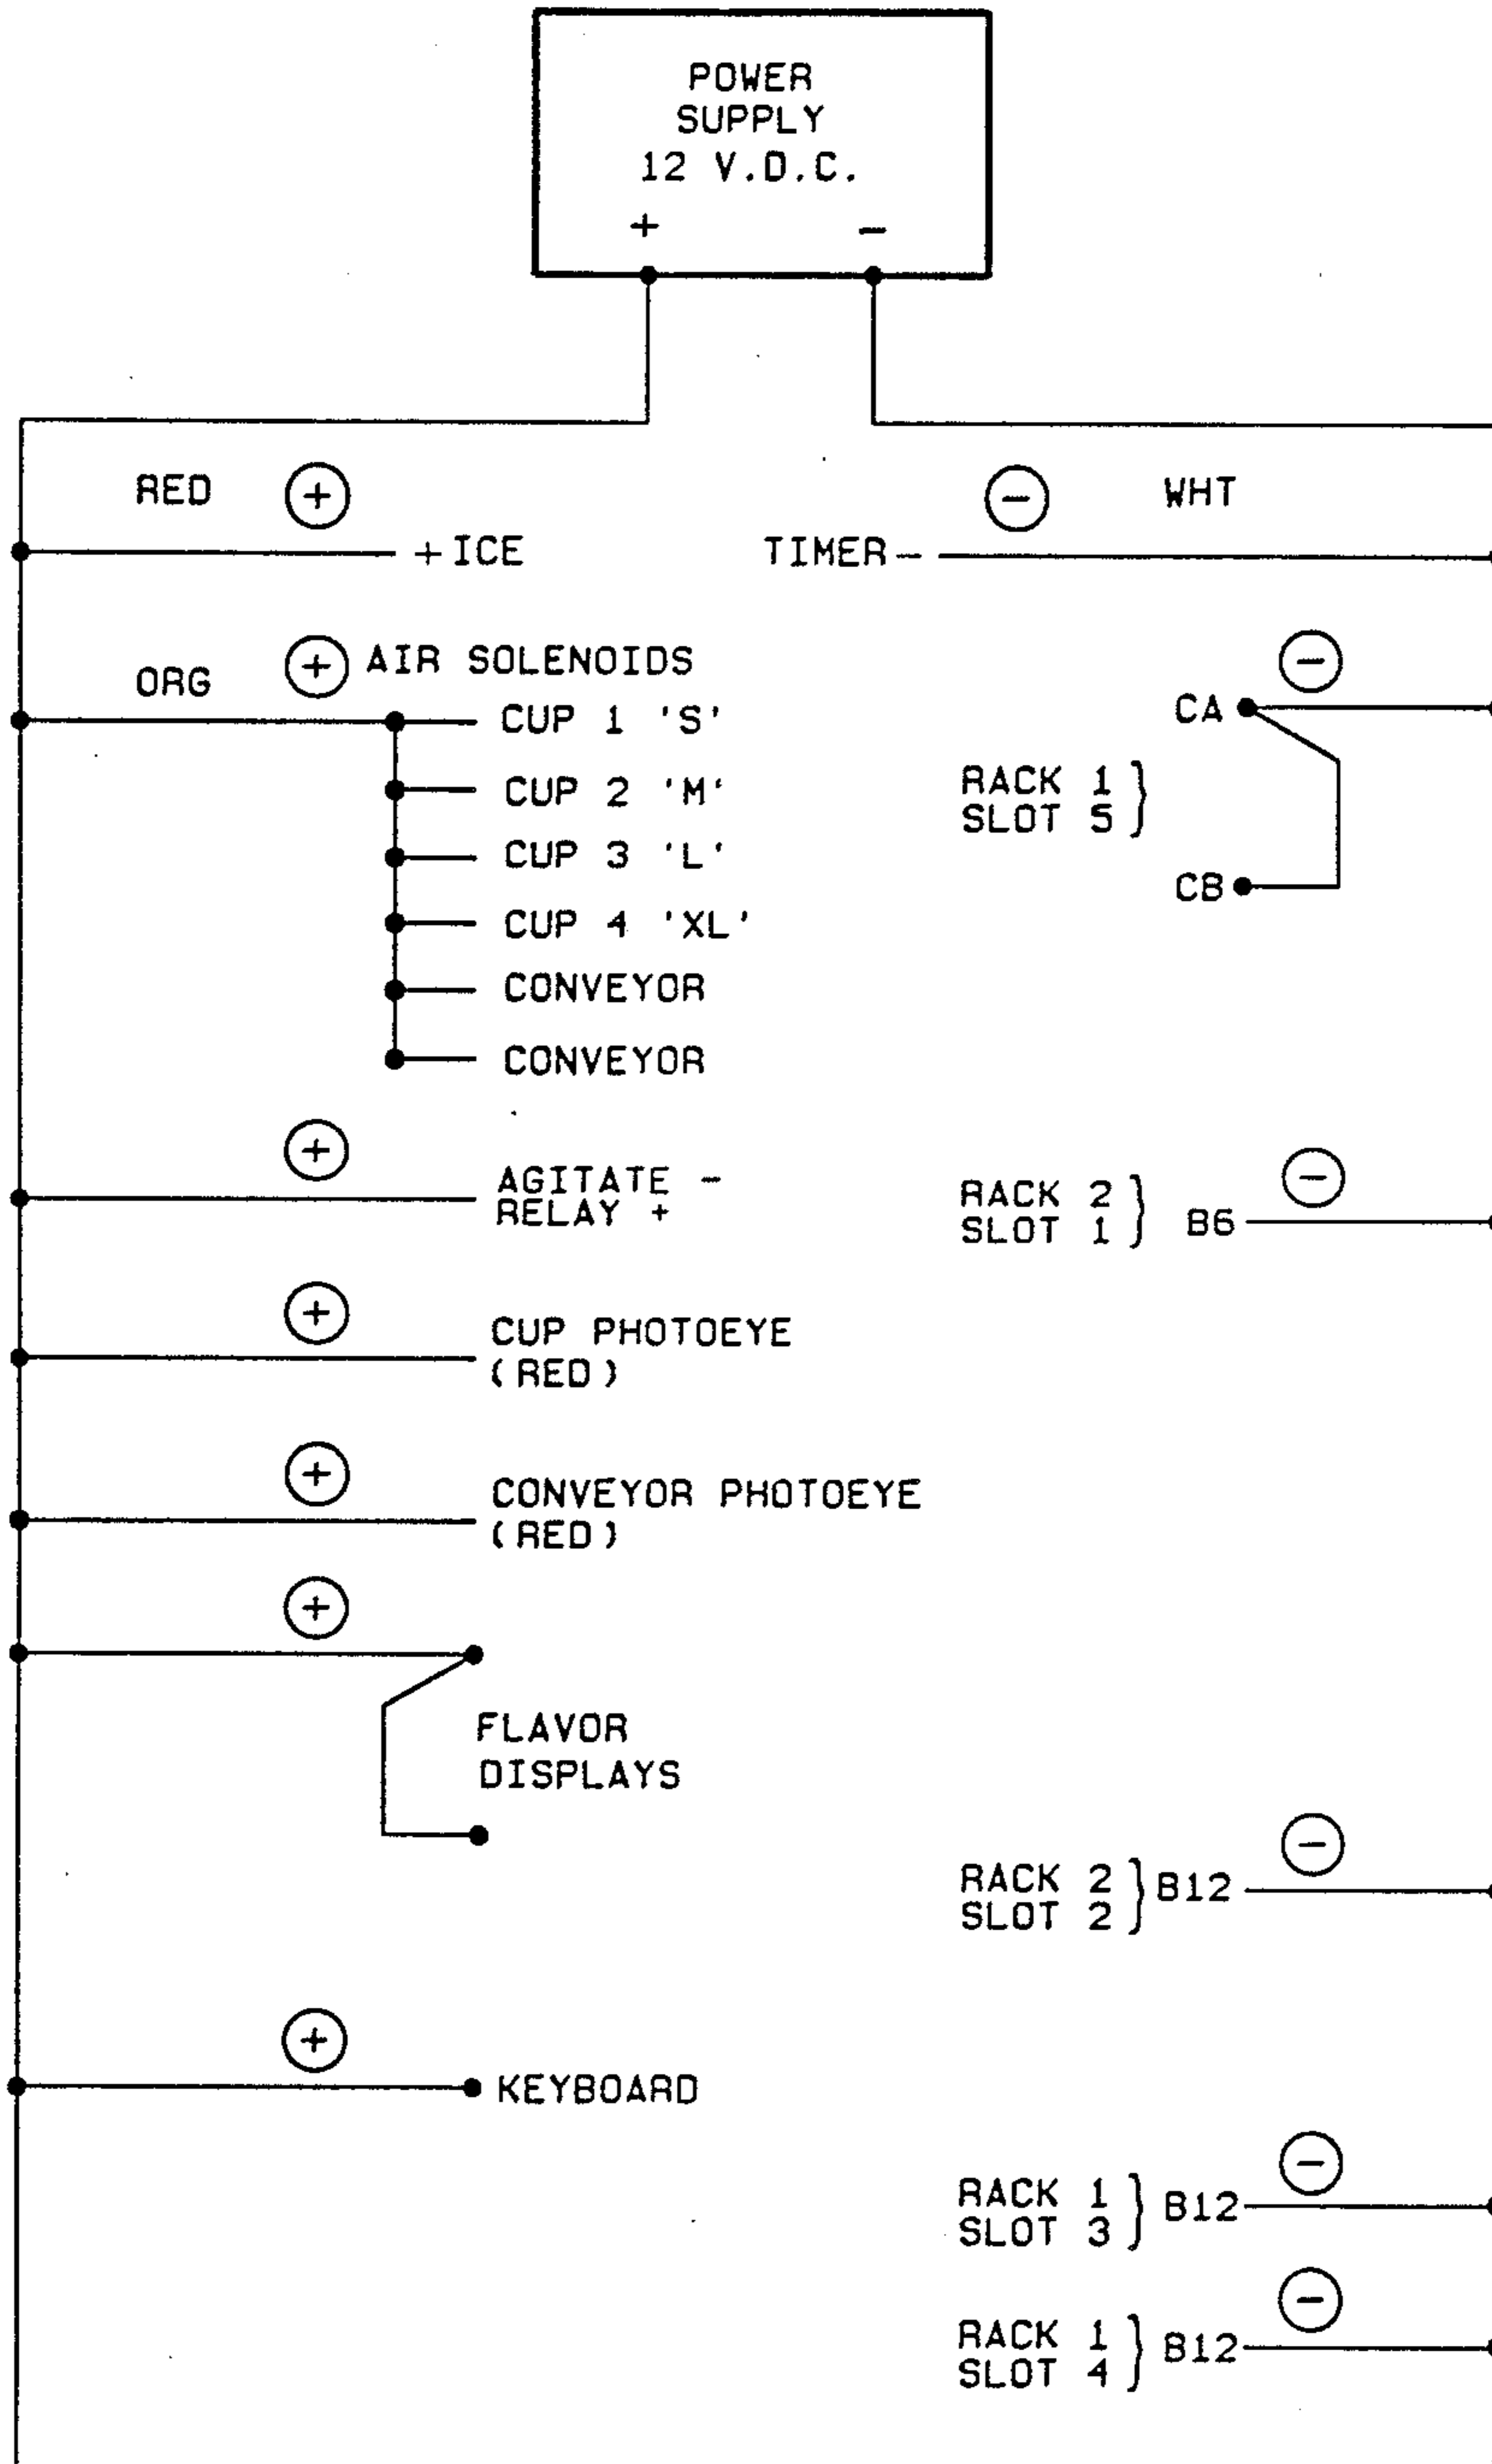 POWER
SUPPLY
12 V.D.C.
+ -
RED + - WHT
+ ICE TIMER -
ORG + AIR SOLENOIDS -
CUP 1 'S' CA
CUP 2 'M' RACK 1
SLOT 5
CUP 3 'L'
CB
CUP 4 'XL'
CONVEYOR
CONVEYOR
+ -
AGITATE - RACK 2
RELAY + SLOT 1 B6
+
CUP PHOTOEYE
(RED)
+
CONVEYOR PHOTOEYE
(RED)
+
FLAVOR
DISPLAYS
-
RACK 2 B12
SLOT 2
+
KEYBOARD
-
RACK 1 B12
SLOT 3
-
RACK 1 B12
SLOT 4